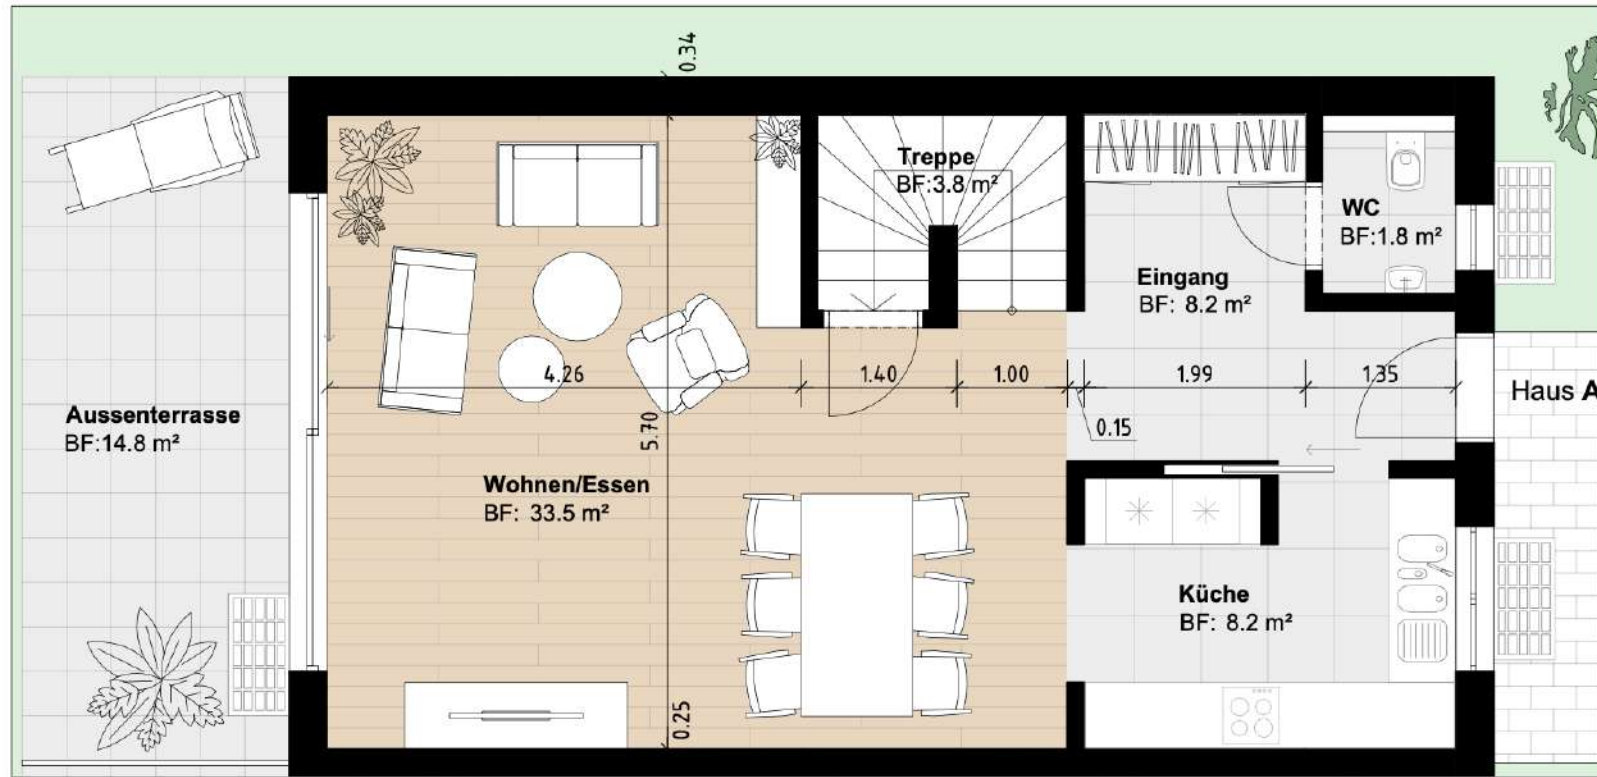 0.34
Treppe
BF:3.8 m²
WC
BF:1.8 m²
Eingang
BF: 8.2 m²
4.26
1.40
1.00
1.99
1.35
0.15
5.70
Haus A
Aussenterrasse
BF:14.8 m²
Wohnen/Essen
BF: 33.5 m²
Küche
BF: 8.2 m²
0.25